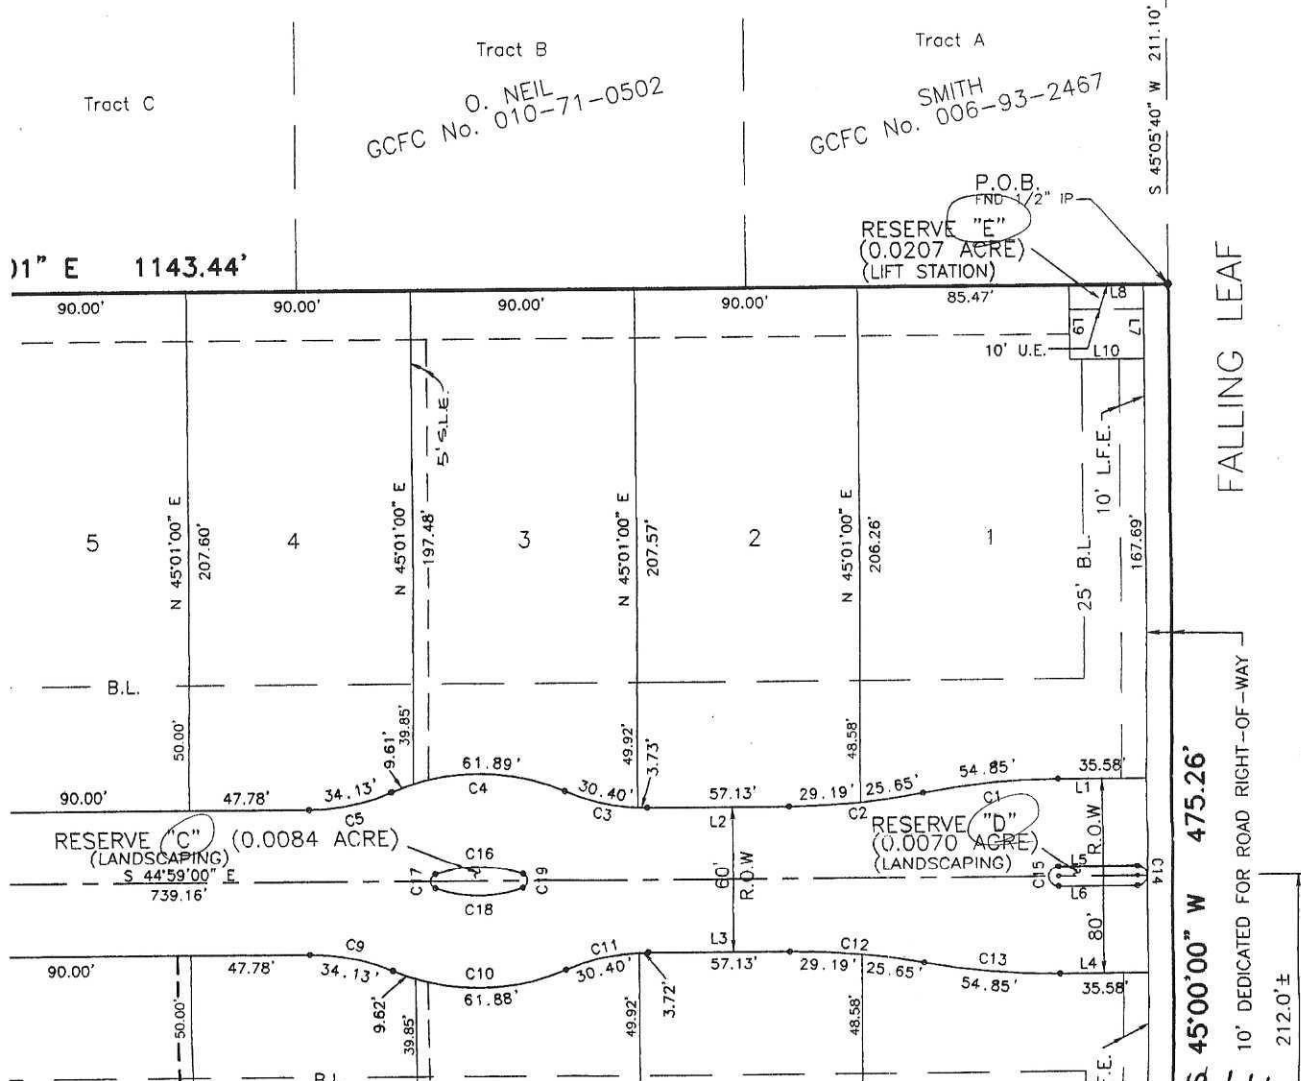 Tract C
Tract B
O. NEIL
GCFC No. 010-71-0502
Tract A
SMITH
GCFC No. 006-93-2467
S 45°05'40" W 211.10'
P.O.B.
FND 1/2" IP
RESERVE "E"
(0.0207 ACRE)
(LIFT STATION)
)1" E 1143.44'
90.00'
90.00'
90.00'
90.00'
85.47'
L8
L9
L7
10' U.E.
L10
FALLING LEAF
5' S.L.E.
10' L.F.E.
25' B.L.
167.69'
5
N 45°01'00" E
207.60'
4
N 45°01'00" E
197.48'
3
N 45°01'00" E
207.57'
2
N 45°01'00" E
206.26'
1
B.L.
50.00'
9.61'
39.85'
49.92'
3.73'
48.58'
90.00'
47.78'
34.13'
C5
61.89'
C4
30.40'
C3
57.13'
L2
29.19'
C2
25.65'
54.85'
C1
35.58'
L1
RESERVE "C" (0.0084 ACRE)
(LANDSCAPING)
S 44°59'00" E
739.16'
C16
C17
C19
C18
60'
R.O.W
RESERVE "D"
(0.0070 ACRE)
(LANDSCAPING)
C15
L5
L6
C14
R.O.W
80'
90.00'
47.78'
C9
34.13'
C10
61.88'
C11
30.40'
L3
57.13'
C12
29.19'
25.65'
C13
54.85'
L4
35.58'
50.00'
9.62'
39.85'
49.92'
3.72'
48.58'
B.L.
F.E.
S 45°00'00" W 475.26'
10' DEDICATED FOR ROAD RIGHT-OF-WAY
212.0'±